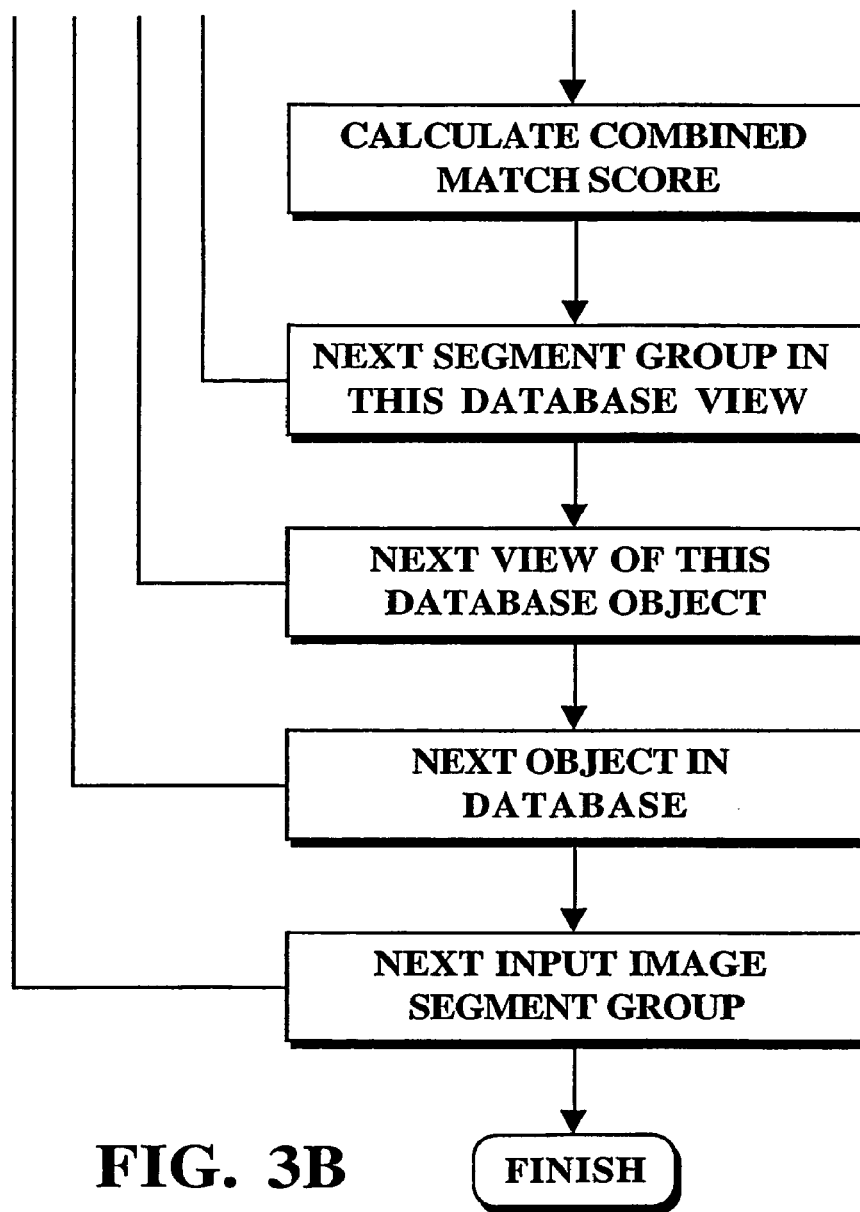 CALCULATE COMBINED
MATCH SCORE
NEXT SEGMENT GROUP IN
THIS DATABASE VIEW
NEXT VIEW OF THIS
DATABASE OBJECT
NEXT OBJECT IN
DATABASE
NEXT INPUT IMAGE
SEGMENT GROUP
FINISH
FIG. 3B